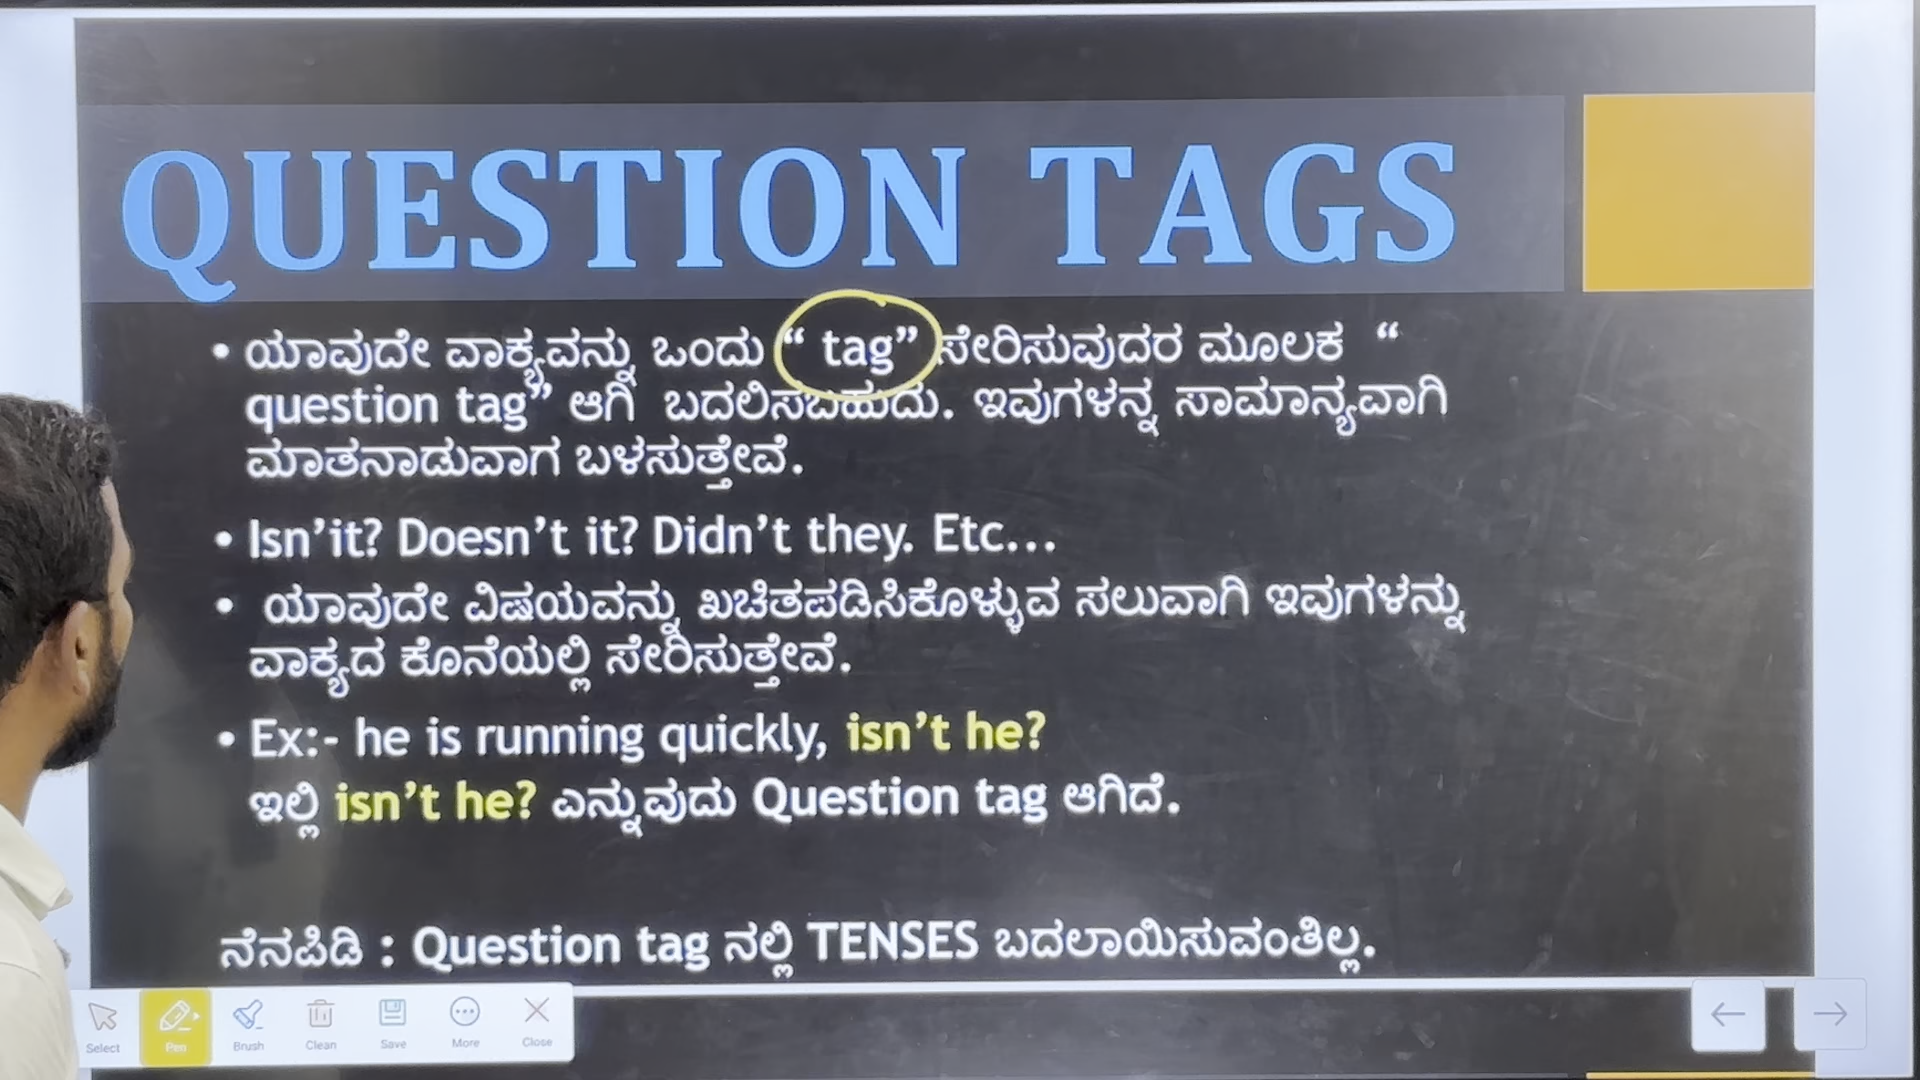 QUESTION TAGS
• ಯಾವುದೇ ವಾಕ್ಯವನ್ನು ಒಂದು “ tag” ಸೇರಿಸುವುದರ ಮೂಲಕ “
question tag” ಆಗಿ ಬದಲಿಸಬಹುದು. ಇವುಗಳನ್ನ ಸಾಮಾನ್ಯವಾಗಿ
ಮಾತನಾಡುವಾಗ ಬಳಸುತ್ತೇವೆ.
• Isn’it? Doesn’t it? Didn’t they. Etc...
• ಯಾವುದೇ ವಿಷಯವನ್ನು ಖಚಿತಪಡಿಸಿಕೊಳ್ಳುವ ಸಲುವಾಗಿ ಇವುಗಳನ್ನು
ವಾಕ್ಯದ ಕೊನೆಯಲ್ಲಿ ಸೇರಿಸುತ್ತೇವೆ.
• Ex:- he is running quickly, isn’t he?
ಇಲ್ಲಿ isn’t he? ಎನ್ನುವುದು Question tag ಆಗಿದೆ.
ನೆನಪಿಡಿ : Question tag ನಲ್ಲಿ TENSES ಬದಲಾಯಿಸುವಂತಿಲ್ಲ.
Select Pen Brush Clean Save More Close